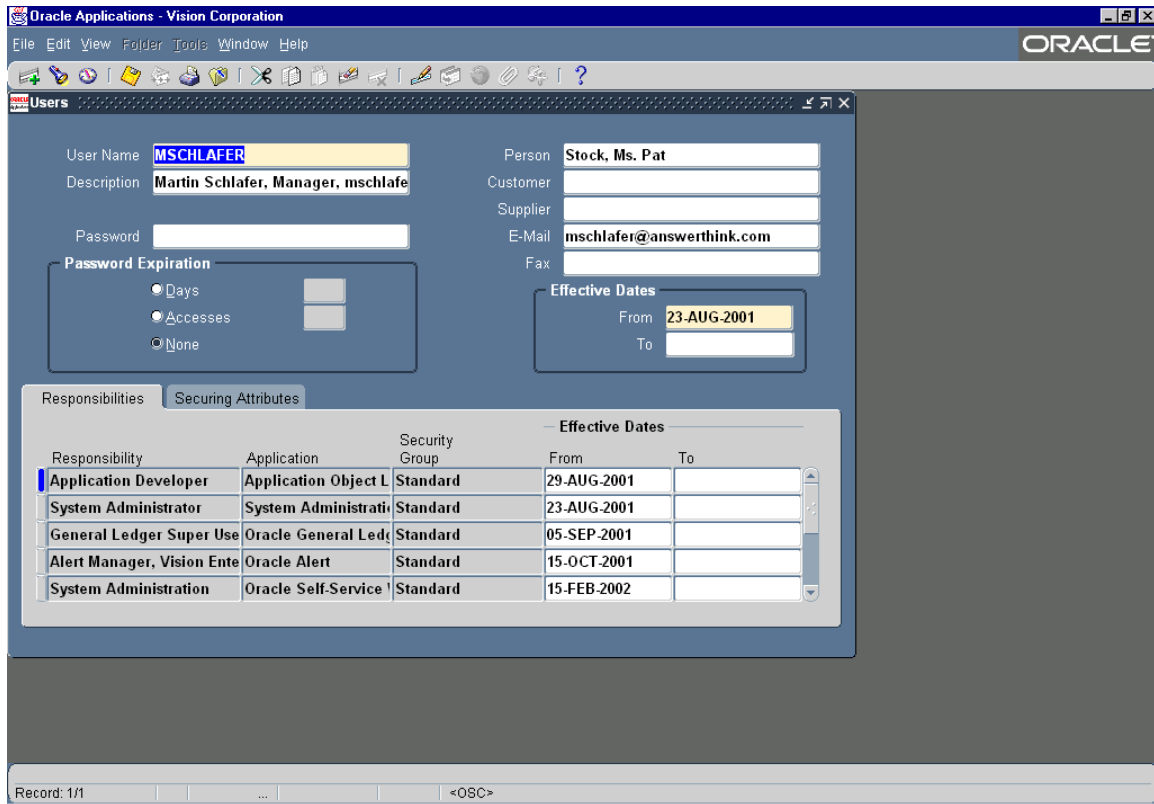 Oracle Applications - Vision Corporation
File Edit View Folder Tools Window Help
ORACLE
Users
User Name MSCHLAFER
Person Stock, Ms. Pat
Description Martin Schlafer, Manager, mschlafe
Customer
Supplier
Password
E-Mail mschlafer@answerthink.com
Password Expiration
Fax
Days
Effective Dates
Accesses
From 23-AUG-2001
None
To
Responsibilities Securing Attributes
Effective Dates
Security
Responsibility Application Group From To
Application Developer Application Object L Standard 29-AUG-2001
System Administrator System Administrati Standard 23-AUG-2001
General Ledger Super Use Oracle General Ledg Standard 05-SEP-2001
Alert Manager, Vision Ente Oracle Alert Standard 15-OCT-2001
System Administration Oracle Self-Service Standard 15-FEB-2002
Record: 1/1 ... <OSC>